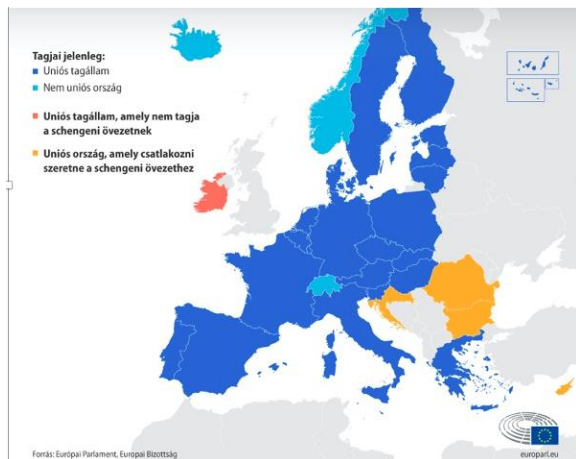 Tagjai jelenleg:
Uniós tagállam
Nem uniós ország
Uniós tagállam, amely nem tagja
a schengeni övezetnek
Uniós ország, amely csatlakozni
szeretne a schengeni övezethez
Forrás: Európai Parlament, Europai Bizottság
europarl.eu